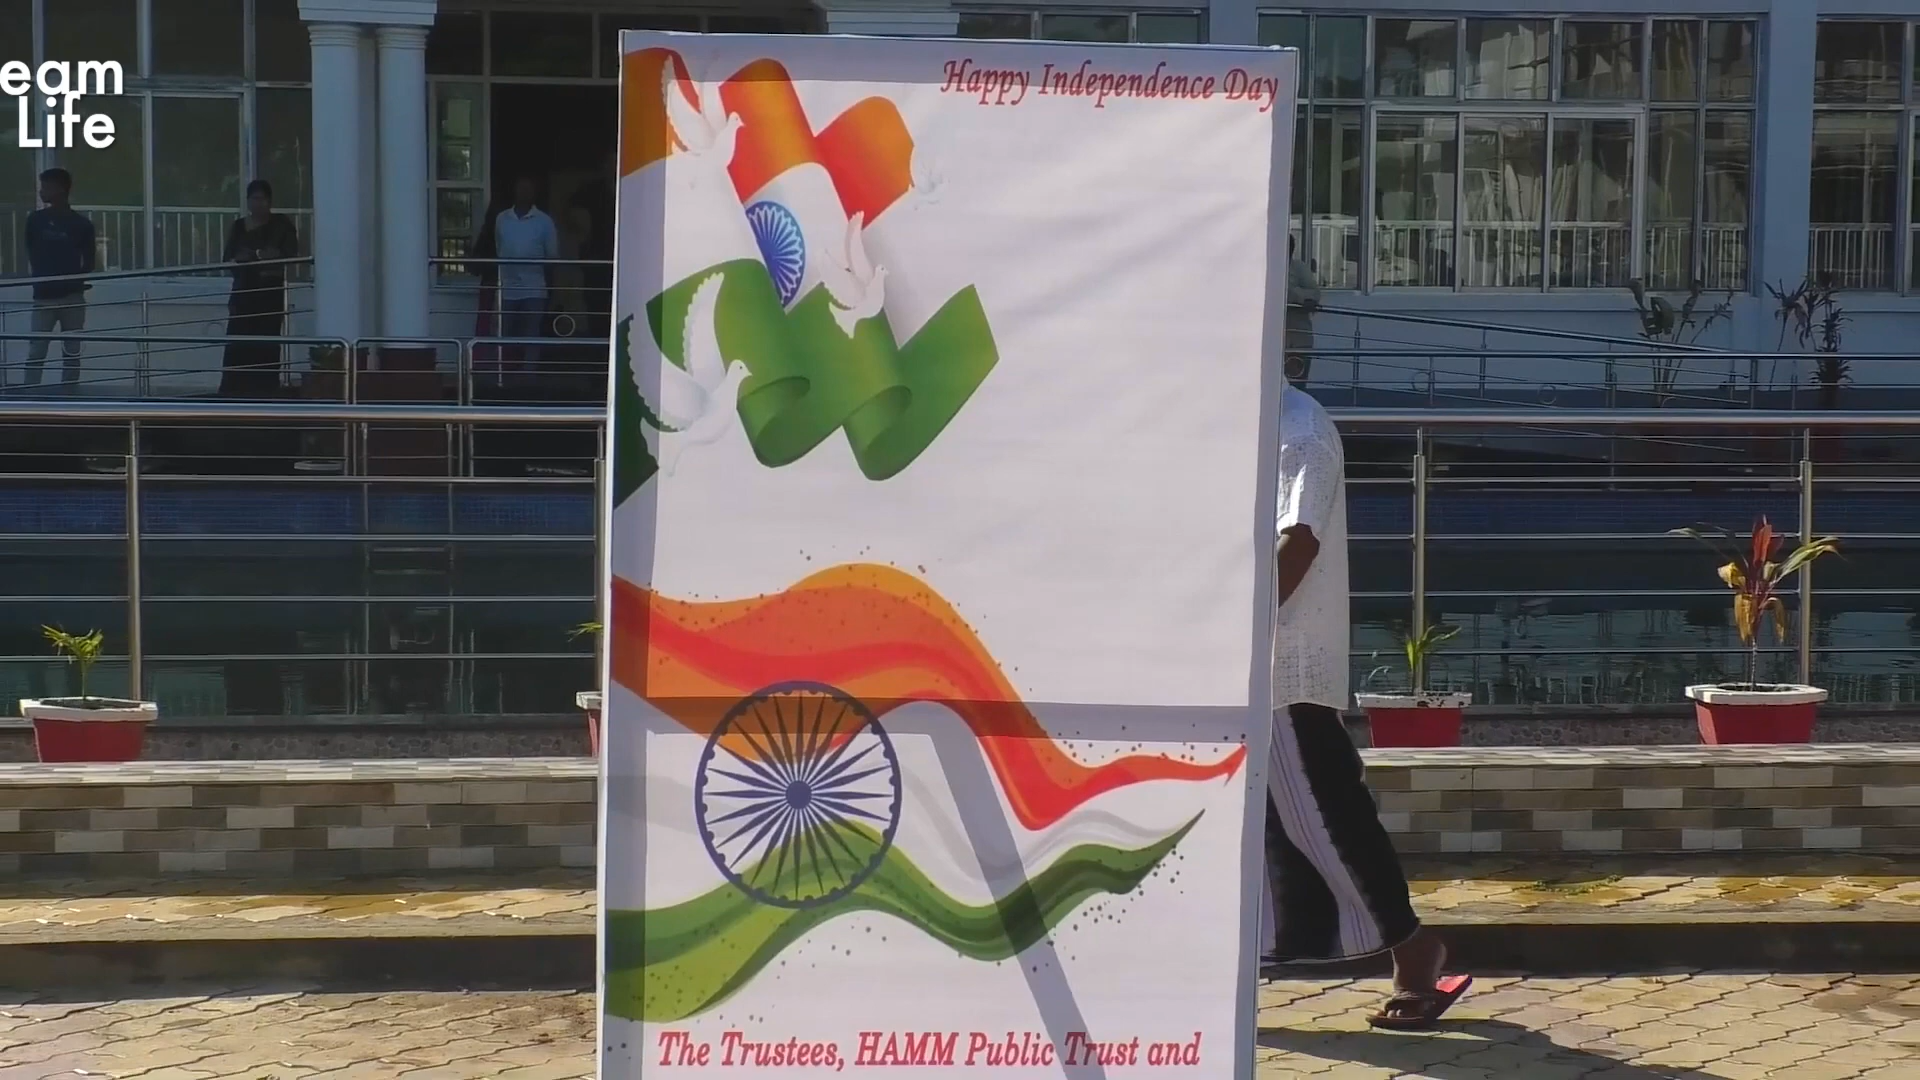 eam
Life
Happy Independence Day
The Trustees, HAMM Public Trust and